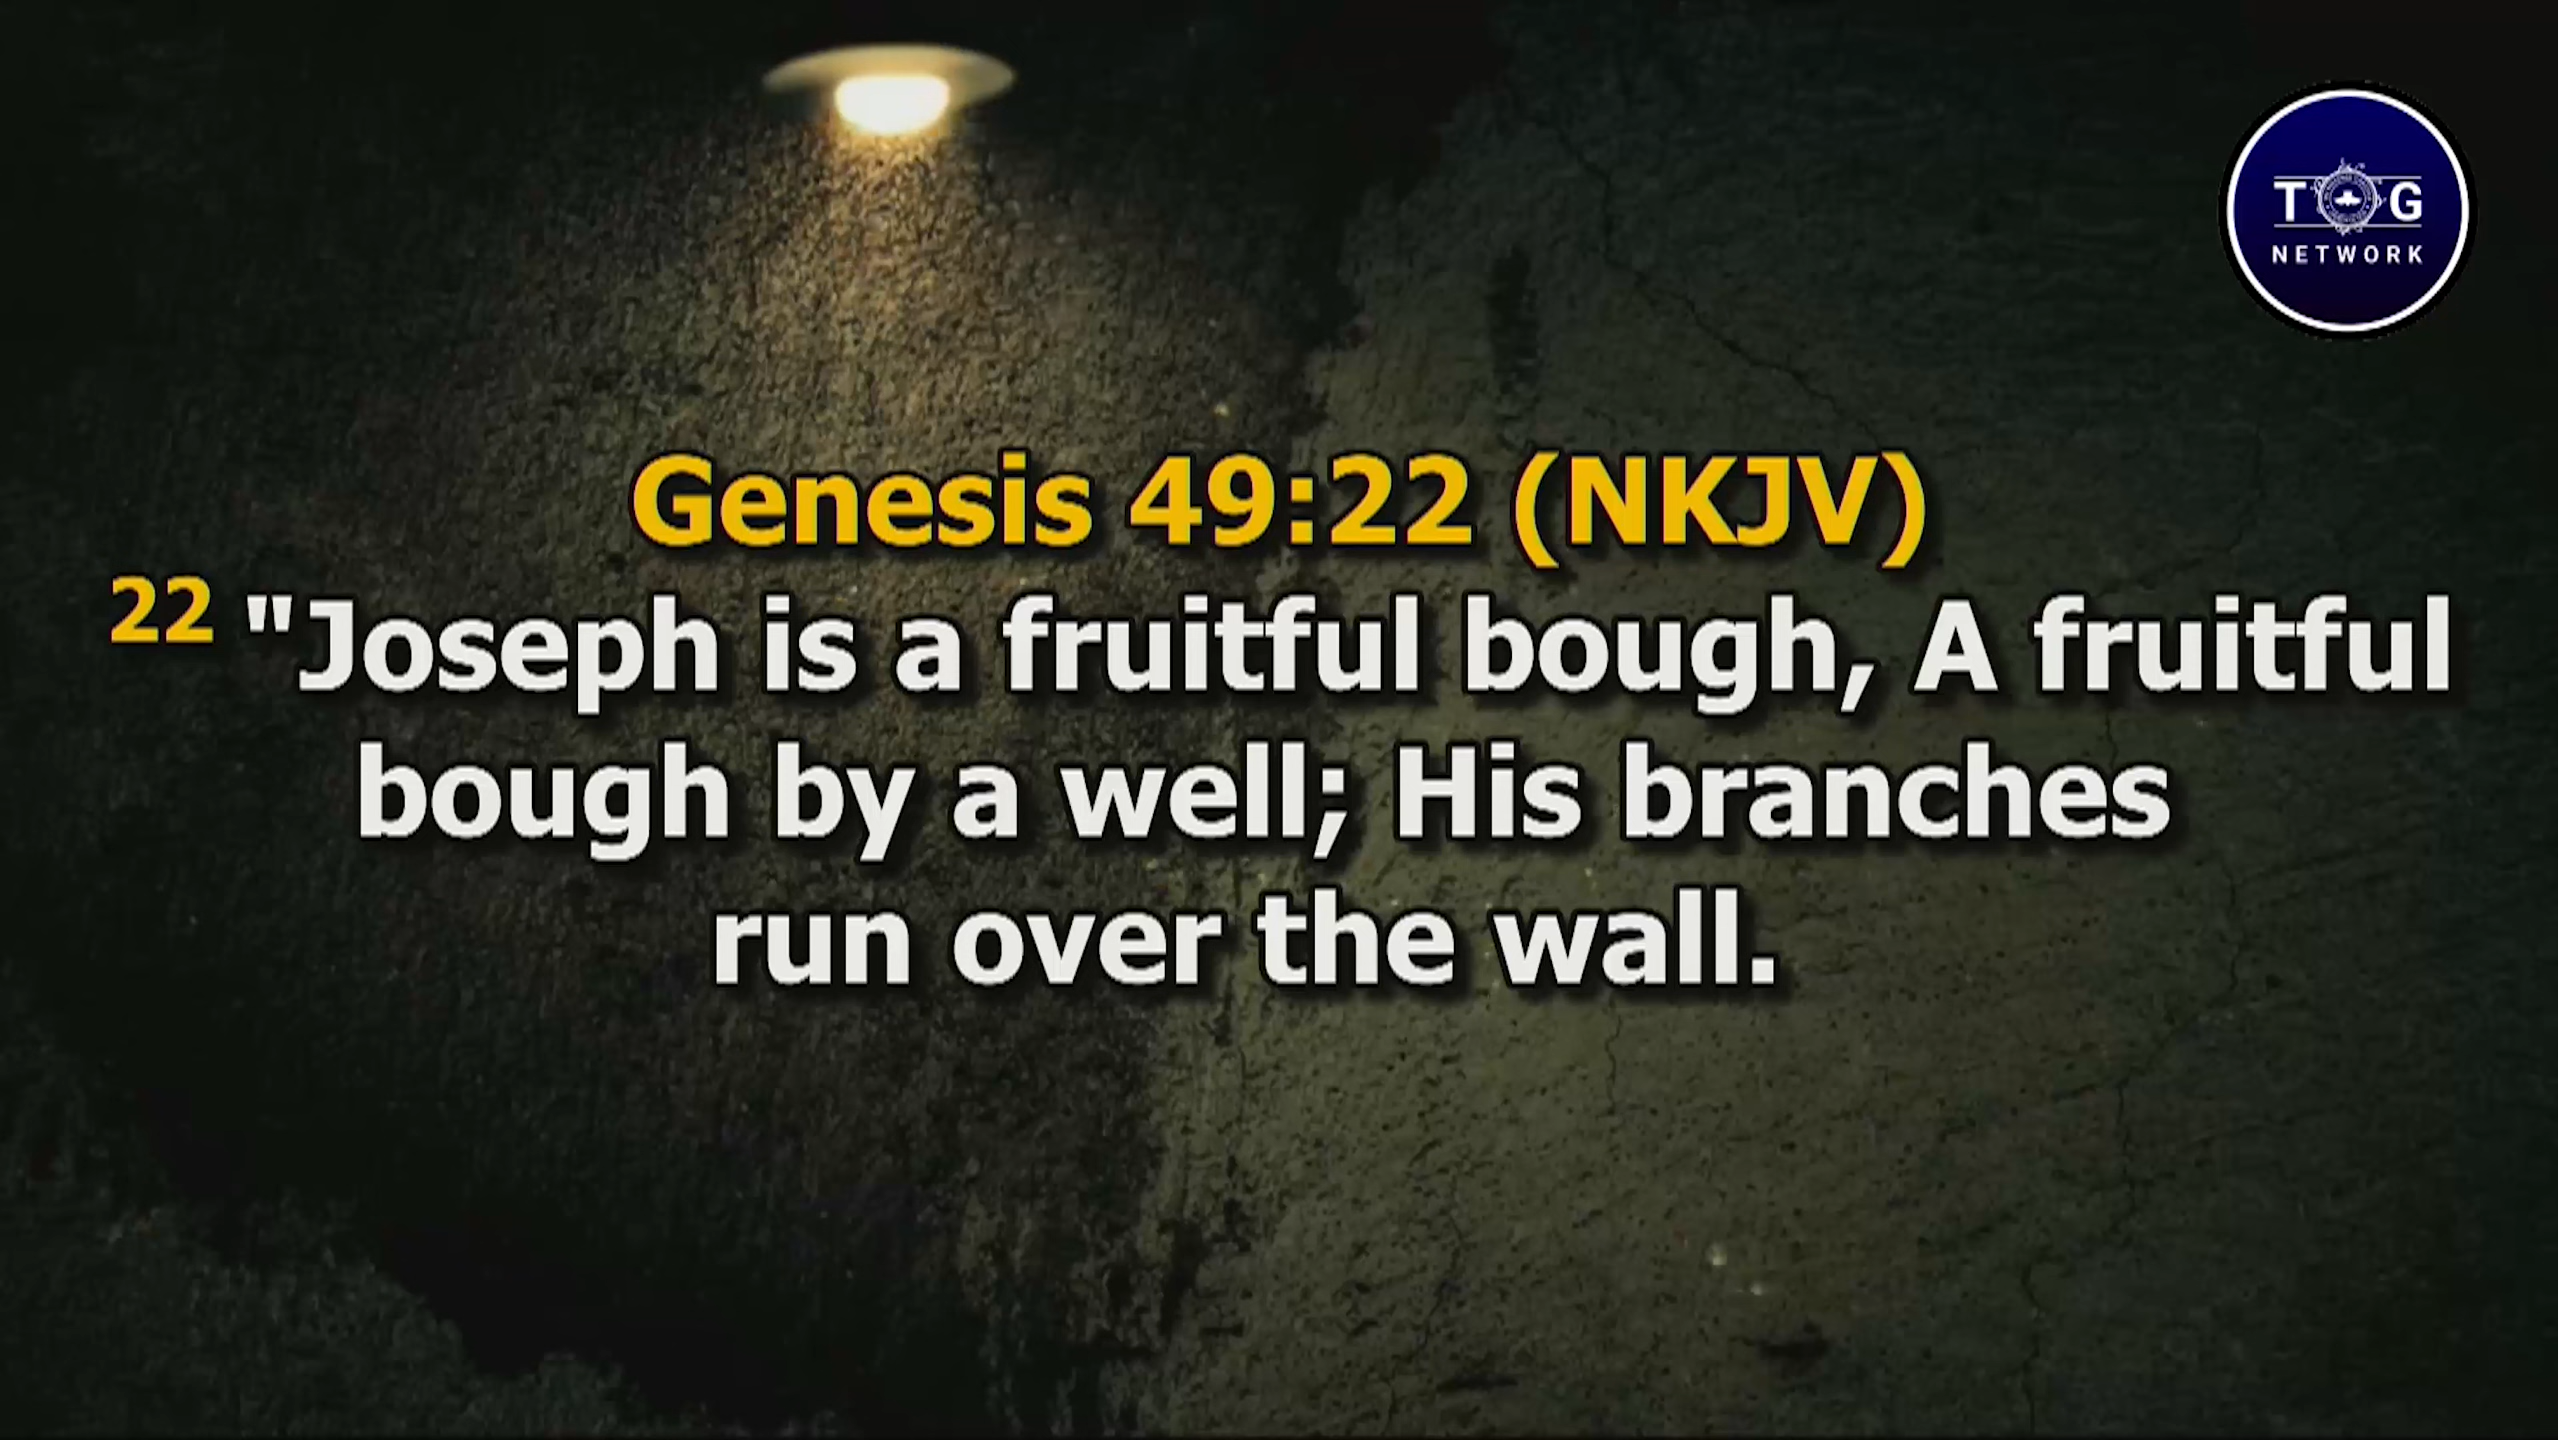 T G
NETWORK
Genesis 49:22 (NKJV)
22 "Joseph is a fruitful bough, A fruitful
bough by a well; His branches
run over the wall.